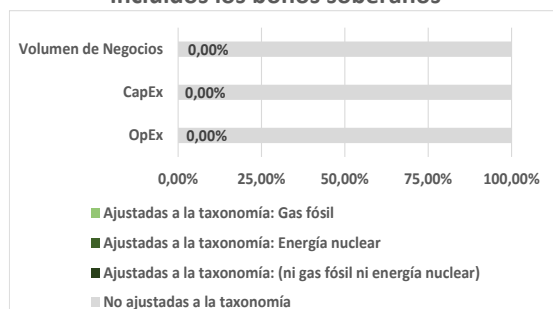 incluidos los bonos soberanos
Volumen de Negocios
0,00%
CapEx
0,00%
OpEx
0,00%
0,00% 25,00% 50,00% 75,00% 100,00%
Ajustadas a la taxonomía: Gas fósil
Ajustadas a la taxonomía: Energía nuclear
Ajustadas a la taxonomía: (ni gas fósil ni energía nuclear)
No ajustadas a la taxonomía